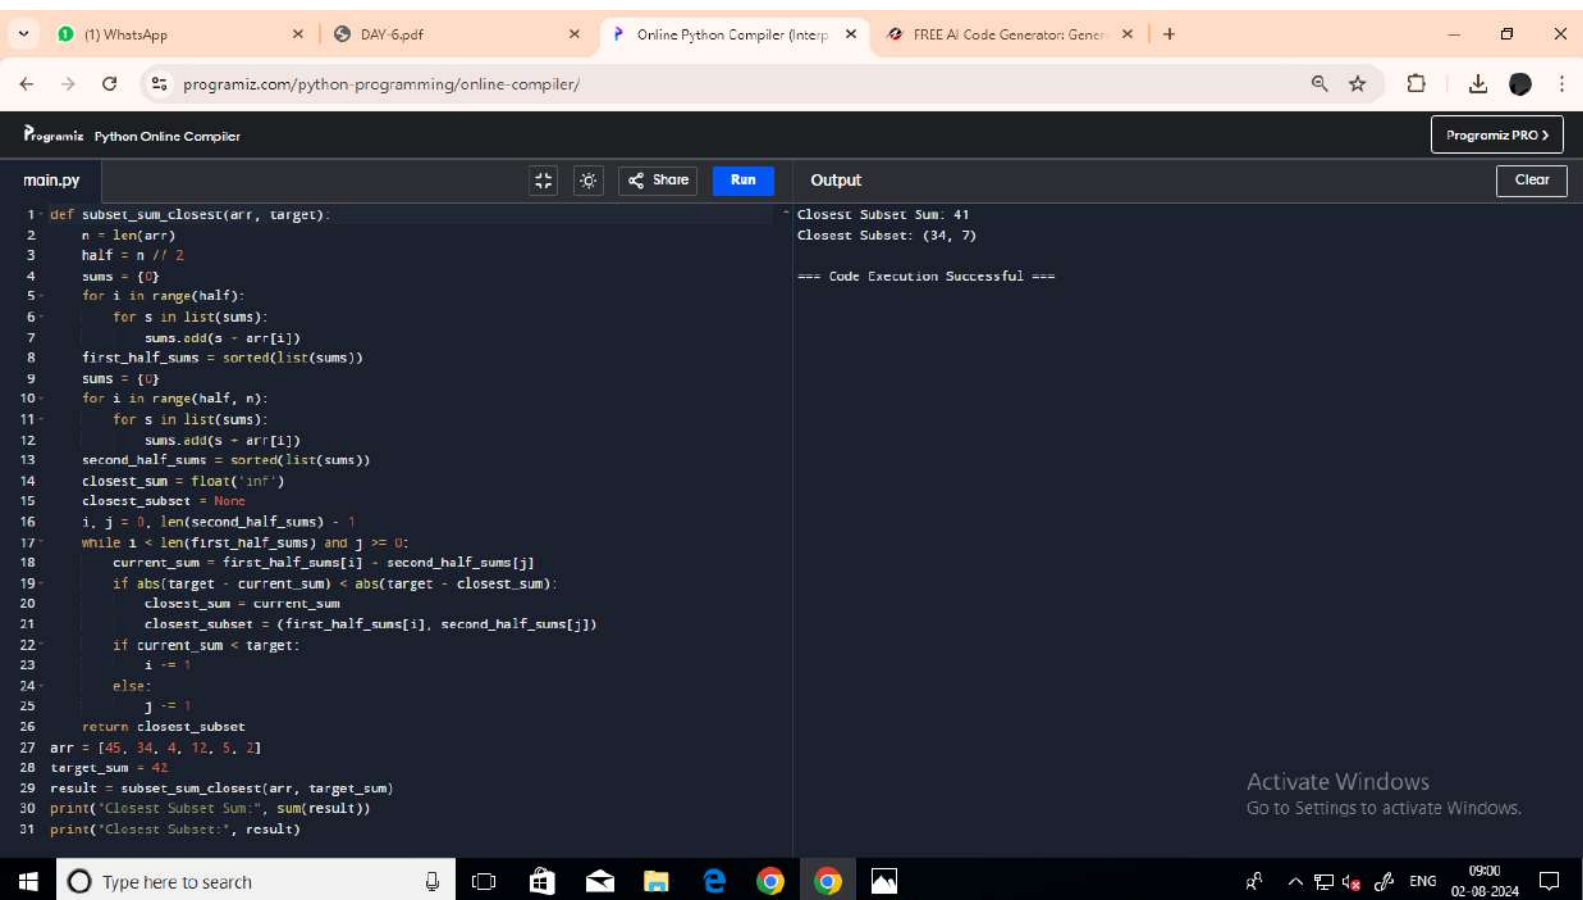 (1) WhatsApp
DAY-6.pdf
Online Python Compiler (Interp
FREE AI Code Generator: Gener
programiz.com/python-programming/online-compiler/
Programiz Python Online Compiler
Programiz PRO >
main.py
Share
Run
Output
Clear
1 def subset_sum_closest(arr, target):
2 n = len(arr)
3 half = n // 2
4 sums = {0}
5 for i in range(half):
6 for s in list(sums):
7 sums.add(s + arr[i])
8 first_half_sums = sorted(list(sums))
9 sums = {0}
10 for i in range(half, n):
11 for s in list(sums):
12 sums.add(s + arr[i])
13 second_half_sums = sorted(list(sums))
14 closest_sum = float('inf')
15 closest_subset = None
16 i, j = 0, len(second_half_sums) - 1
17 while i < len(first_half_sums) and j >= 0:
18 current_sum = first_half_sums[i] + second_half_sums[j]
19 if abs(target - current_sum) < abs(target - closest_sum):
20 closest_sum = current_sum
21 closest_subset = (first_half_sums[i], second_half_sums[j])
22 if current_sum < target:
23 i += 1
24 else:
25 j -= 1
26 return closest_subset
27 arr = [45, 34, 4, 12, 5, 2]
28 target_sum = 42
29 result = subset_sum_closest(arr, target_sum)
30 print("Closest Subset Sum:", sum(result))
31 print("Closest Subset:", result)
Closest Subset Sum: 41
Closest Subset: (34, 7)
=== Code Execution Successful ===
Activate Windows
Go to Settings to activate Windows.
Type here to search
ENG
09:00
02-08-2024